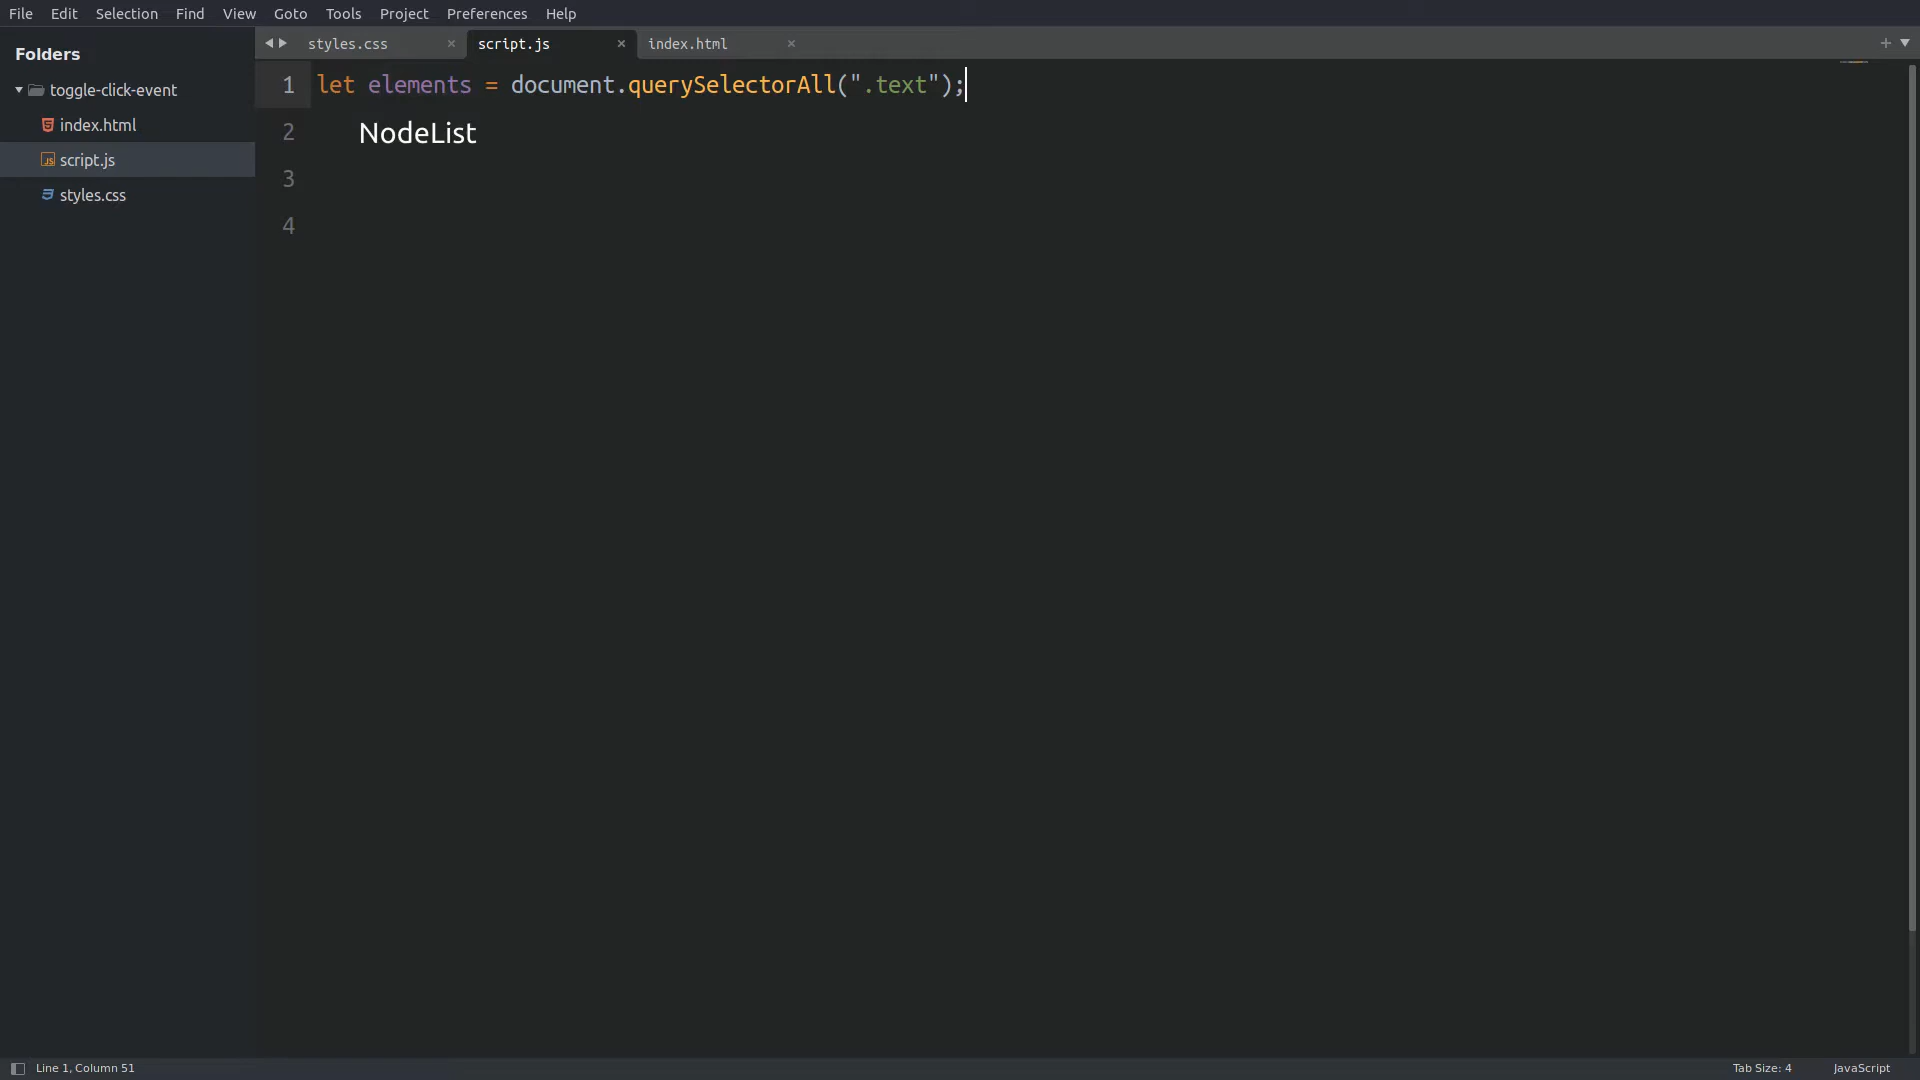 File Edit Selection Find View Goto Tools Project Preferences Help
Folders
toggle-click-event
index.html
script.js
styles.css
styles.css × script.js × index.html × +
1 let elements = document.querySelectorAll(".text");
2 NodeList
3
4
Line 1, Column 51 Tab Size: 4 JavaScript